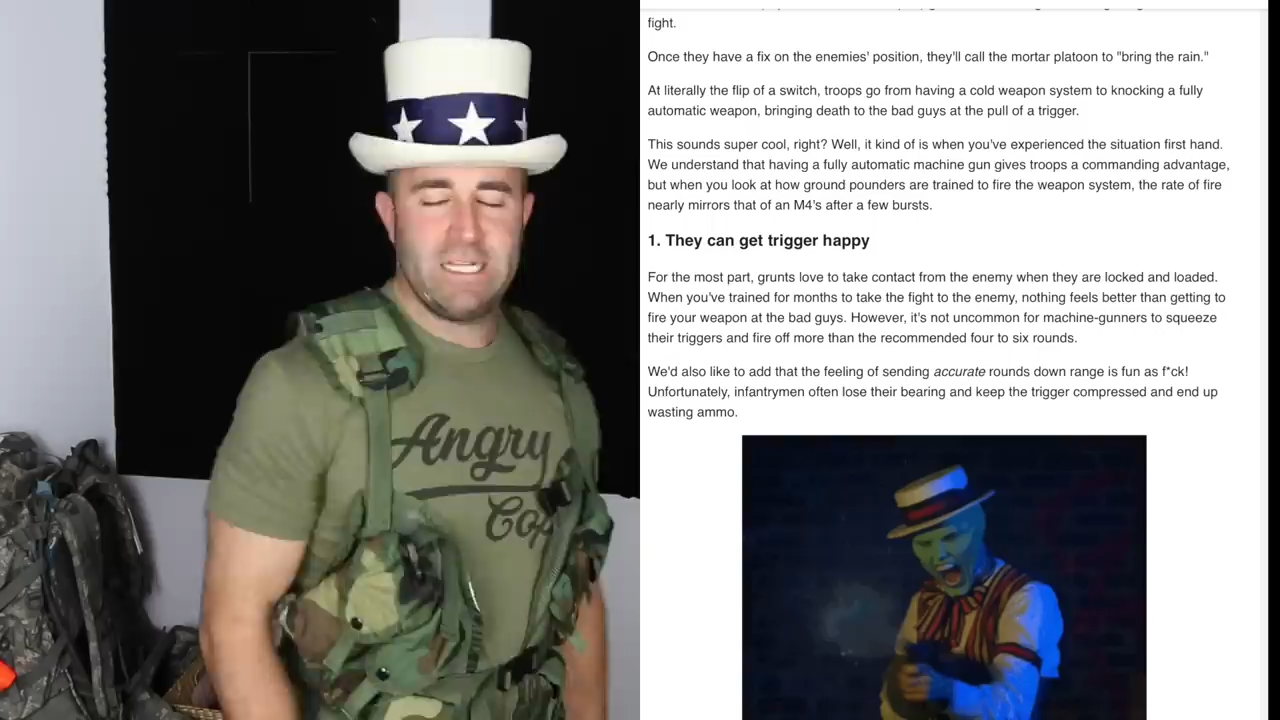 Angry
Cop
fight.
Once they have a fix on the enemies' position, they'll call the mortar platoon to "bring the rain."
At literally the flip of a switch, troops go from having a cold weapon system to knocking a fully
automatic weapon, bringing death to the bad guys at the pull of a trigger.
This sounds super cool, right? Well, it kind of is when you've experienced the situation first hand.
We understand that having a fully automatic machine gun gives troops a commanding advantage,
but when you look at how ground pounders are trained to fire the weapon system, the rate of fire
nearly mirrors that of an M4's after a few bursts.
1. They can get trigger happy
For the most part, grunts love to take contact from the enemy when they are locked and loaded.
When you've trained for months to take the fight to the enemy, nothing feels better than getting to
fire your weapon at the bad guys. However, it's not uncommon for machine-gunners to squeeze
their triggers and fire off more than the recommended four to six rounds.
We'd also like to add that the feeling of sending accurate rounds down range is fun as f*ck!
Unfortunately, infantrymen often lose their bearing and keep the trigger compressed and end up
wasting ammo.